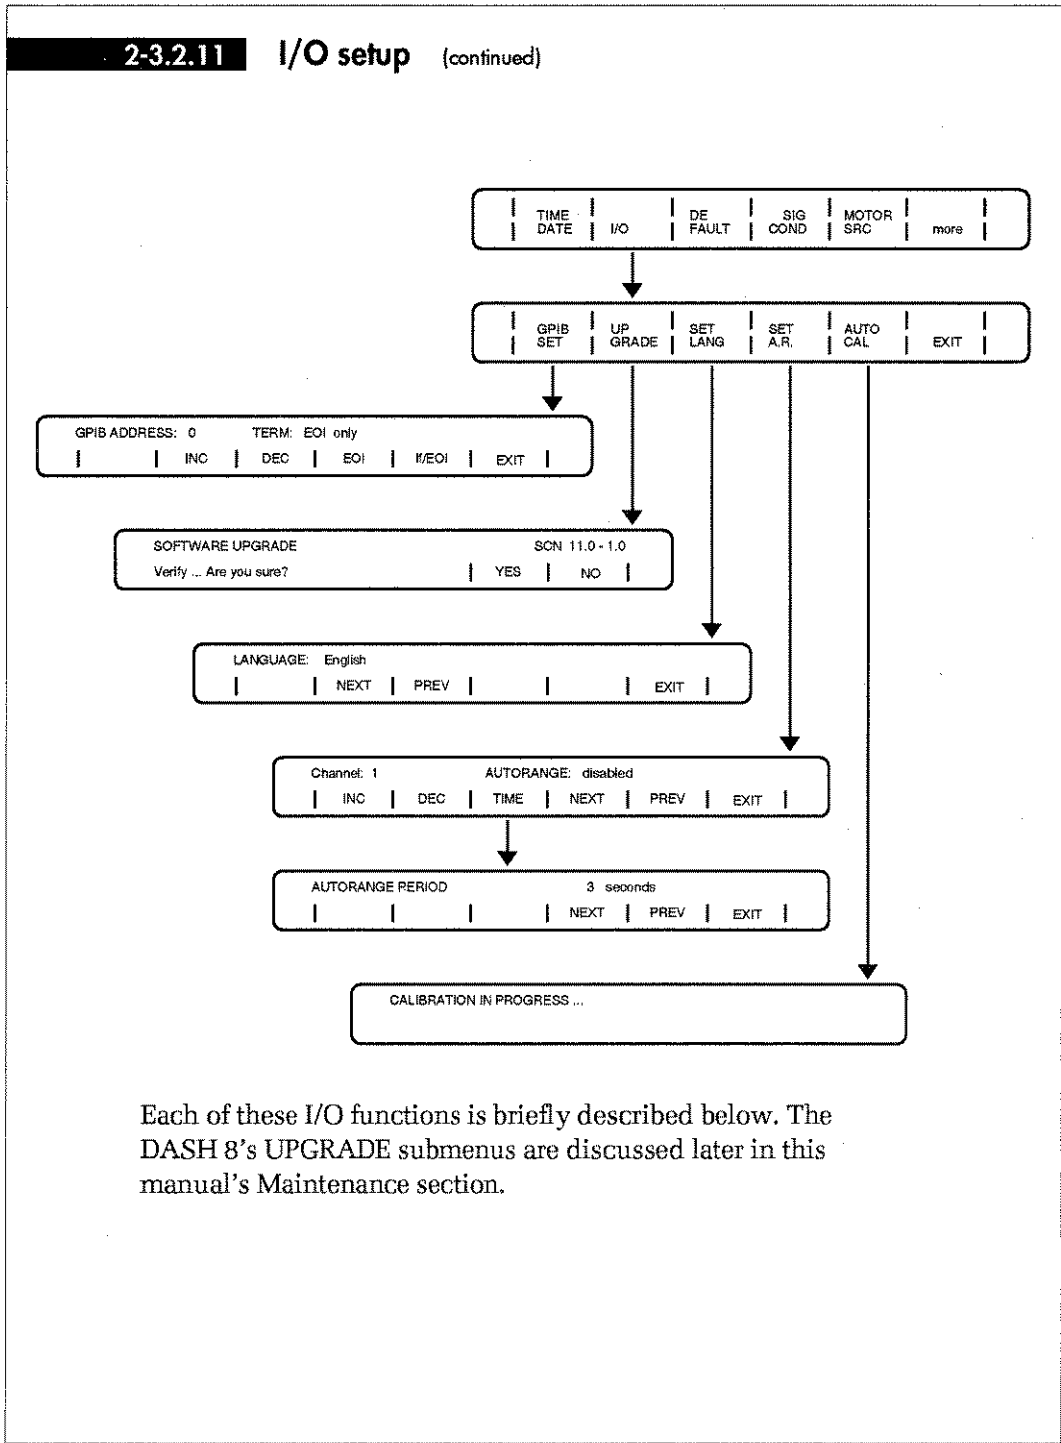 2-3.2.11 I/O setup (continued)
TIME DE SIG MOTOR
DATE I/O FAULT COND SRC more
GPIB UP SET SET AUTO
SET GRADE LANG A.R. CAL EXIT
GPIB ADDRESS: 0 TERM: EOI only
INC DEC EOI lf/EOI EXIT
SOFTWARE UPGRADE SCN 11.0 - 1.0
Verify ... Are you sure? YES NO
LANGUAGE: English
NEXT PREV EXIT
Channel: 1 AUTORANGE: disabled
INC DEC TIME NEXT PREV EXIT
AUTORANGE PERIOD 3 seconds
NEXT PREV EXIT
CALIBRATION IN PROGRESS ...
Each of these I/O functions is briefly described below. The
DASH 8's UPGRADE submenus are discussed later in this
manual's Maintenance section.